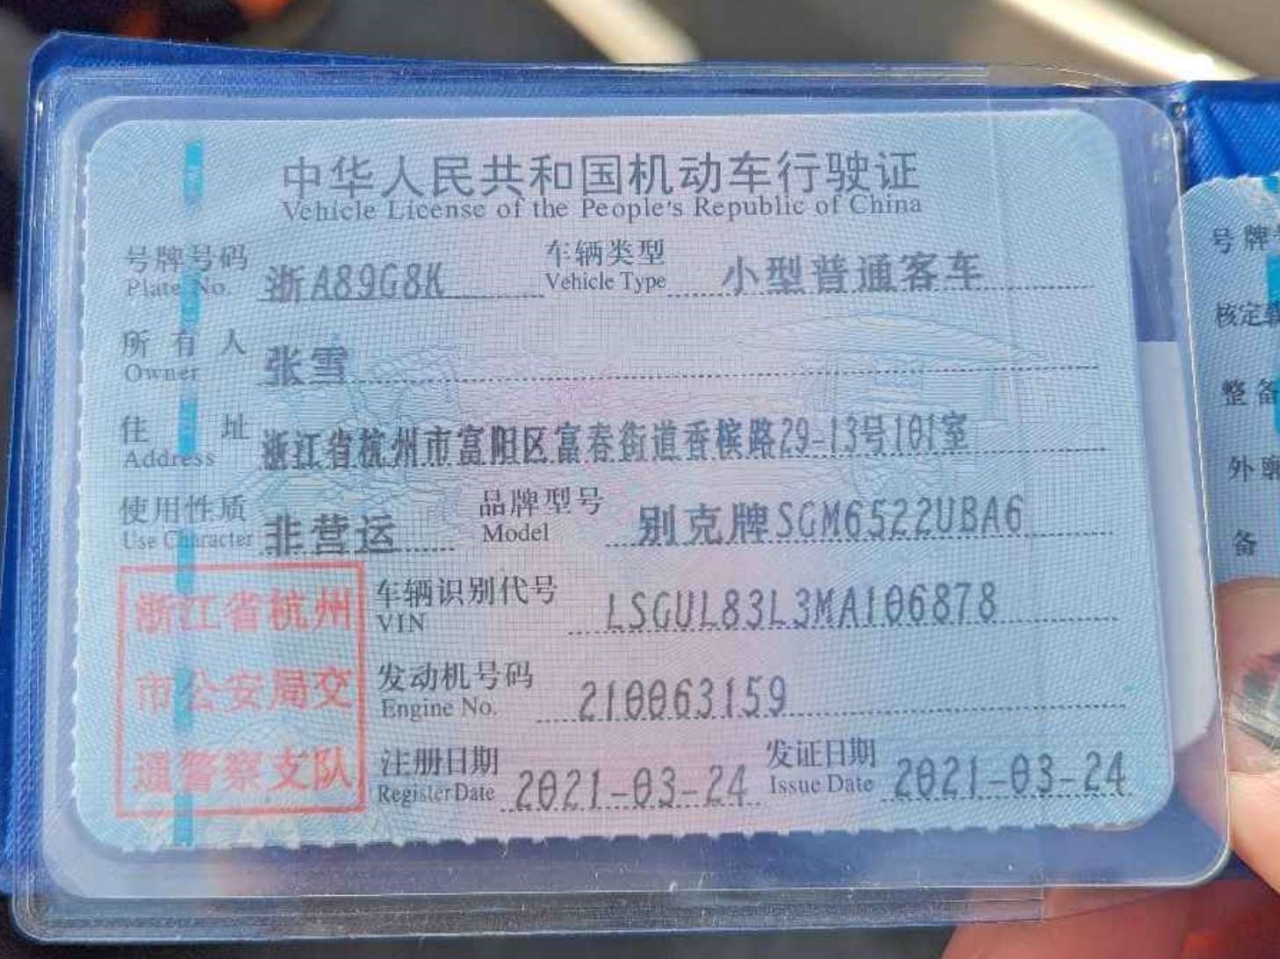 中华人民共和国机动车行驶证
Vehicle License of the People's Republic of China
号牌号码 浙A89G8K 车辆类型 小型普通客车
Plate No. Vehicle Type
所有人 张雪
Owner
住址 浙江省杭州市富阳区富春街道香槟路29-13号101室
Address
使用性质 非营运 品牌型号 别克牌SGM6522UBA6
Use Character Model
车辆识别代号 LSGUL83L3MA106878
VIN
发动机号码 210063159
Engine No.
注册日期 2021-03-24 发证日期 2021-03-24
Register Date Issue Date
浙江省杭州
市公安局交
通警察支队
号牌
核定
整备
外
备